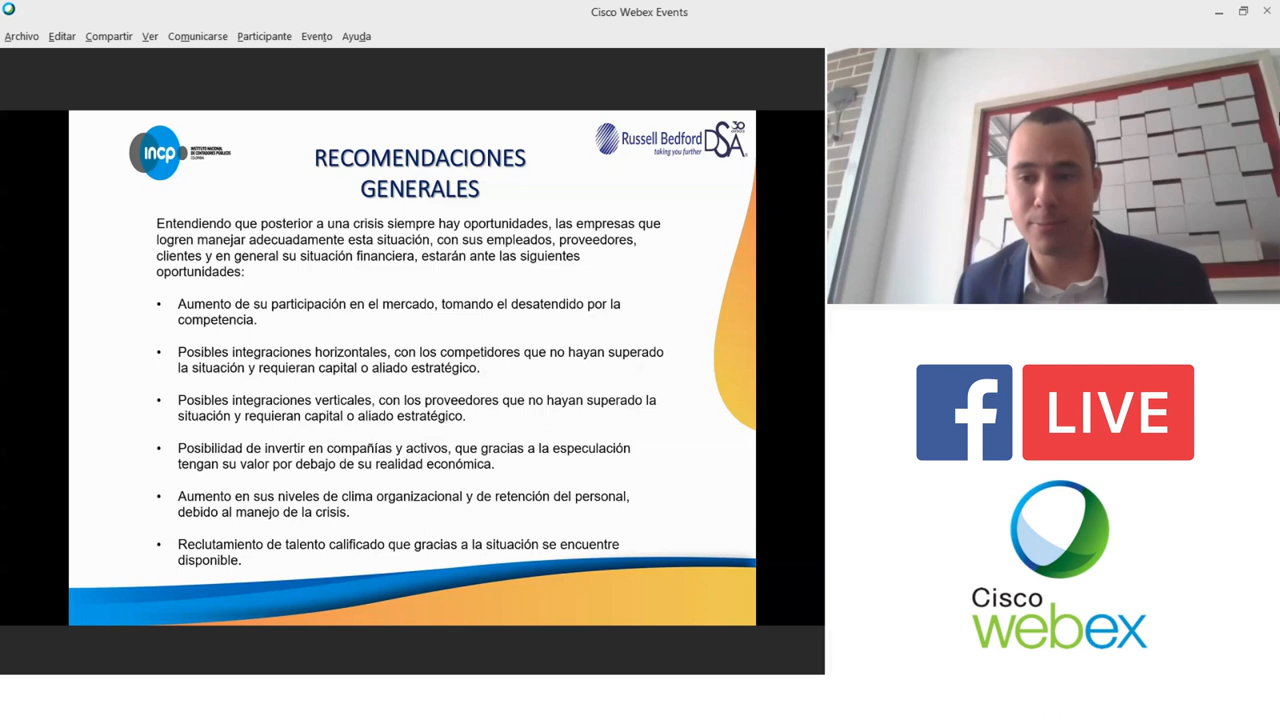 Cisco Webex Events
Archivo Editar Compartir Ver Comunicarse Participante Evento Ayuda
incp
INSTITUTO NACIONAL
DE CONTADORES PÚBLICOS
COLOMBIA
Russell Bedford
taking you further
DSA
30
RECOMENDACIONES
GENERALES
Entendiendo que posterior a una crisis siempre hay oportunidades, las empresas que
logren manejar adecuadamente esta situación, con sus empleados, proveedores,
clientes y en general su situación financiera, estarán ante las siguientes
oportunidades:
• Aumento de su participación en el mercado, tomando el desatendido por la
competencia.
• Posibles integraciones horizontales, con los competidores que no hayan superado
la situación y requieran capital o aliado estratégico.
• Posibles integraciones verticales, con los proveedores que no hayan superado la
situación y requieran capital o aliado estratégico.
• Posibilidad de invertir en compañías y activos, que gracias a la especulación
tengan su valor por debajo de su realidad económica.
• Aumento en sus niveles de clima organizacional y de retención del personal,
debido al manejo de la crisis.
• Reclutamiento de talento calificado que gracias a la situación se encuentre
disponible.
f LIVE
Cisco
webex